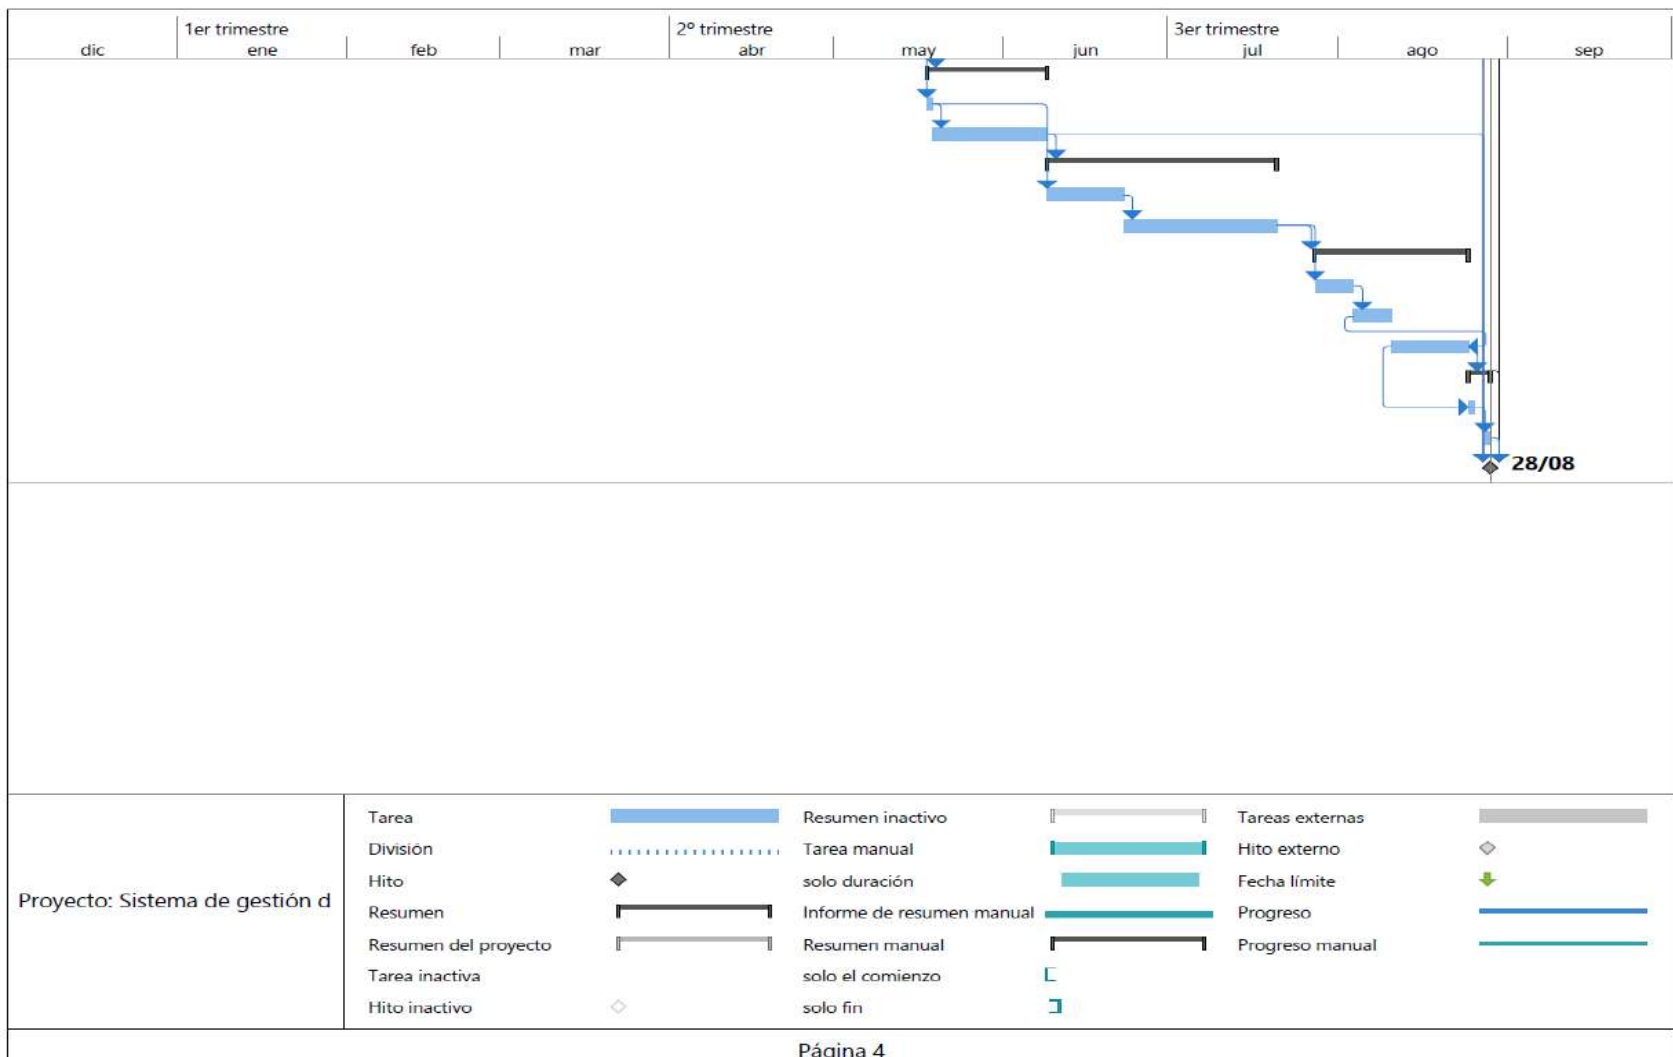 1er trimestre 2º trimestre 3er trimestre
dic ene feb mar abr may jun jul ago sep
28/08
Proyecto: Sistema de gestión d
Tarea Resumen inactivo Tareas externas
División Tarea manual Hito externo
Hito solo duración Fecha límite
Resumen Informe de resumen manual Progreso
Resumen del proyecto Resumen manual Progreso manual
Tarea inactiva solo el comienzo
Hito inactivo solo fin
Página 4